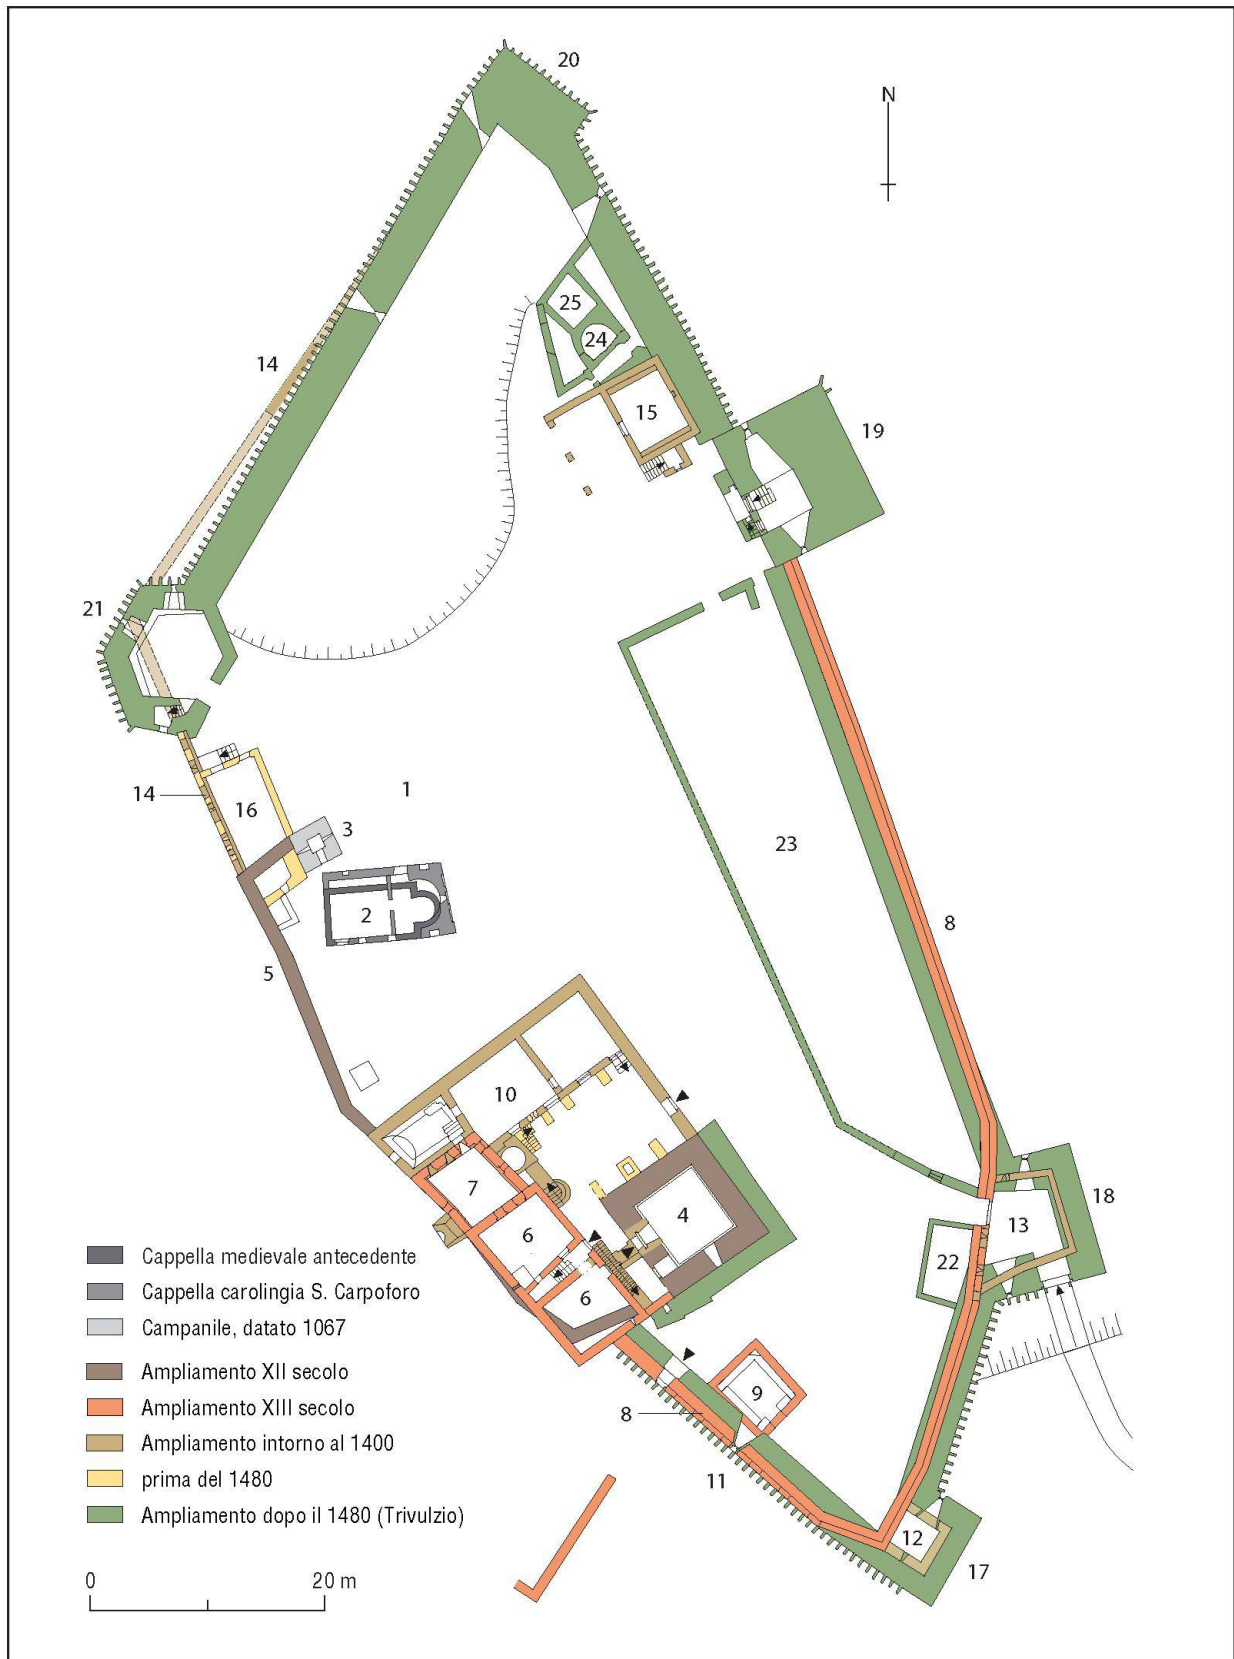 20
N
25
24
14
15
19
21
1
14
16
3
23
2
8
5
10
7
4
18
13
6
22
6
9
8
11
12
17
Cappella medievale antecedente
Cappella carolingia S. Carpoforo
Campanile, datato 1067
Ampliamento XII secolo
Ampliamento XIII secolo
Ampliamento intorno al 1400
prima del 1480
Ampliamento dopo il 1480 (Trivulzio)
0 20 m